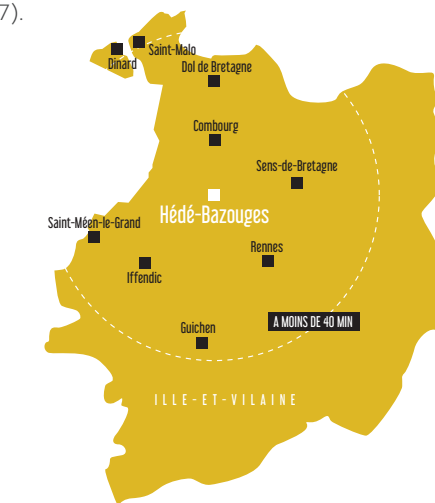 7).
Saint-Malo
Dinard
Dol de Bretagne
Combourg
Sens-de-Bretagne
Hédé-Bazouges
Saint-Méen-le-Grand
Rennes
Iffendic
A MOINS DE 40 MIN
Guichen
ILLE-ET-VILAINE